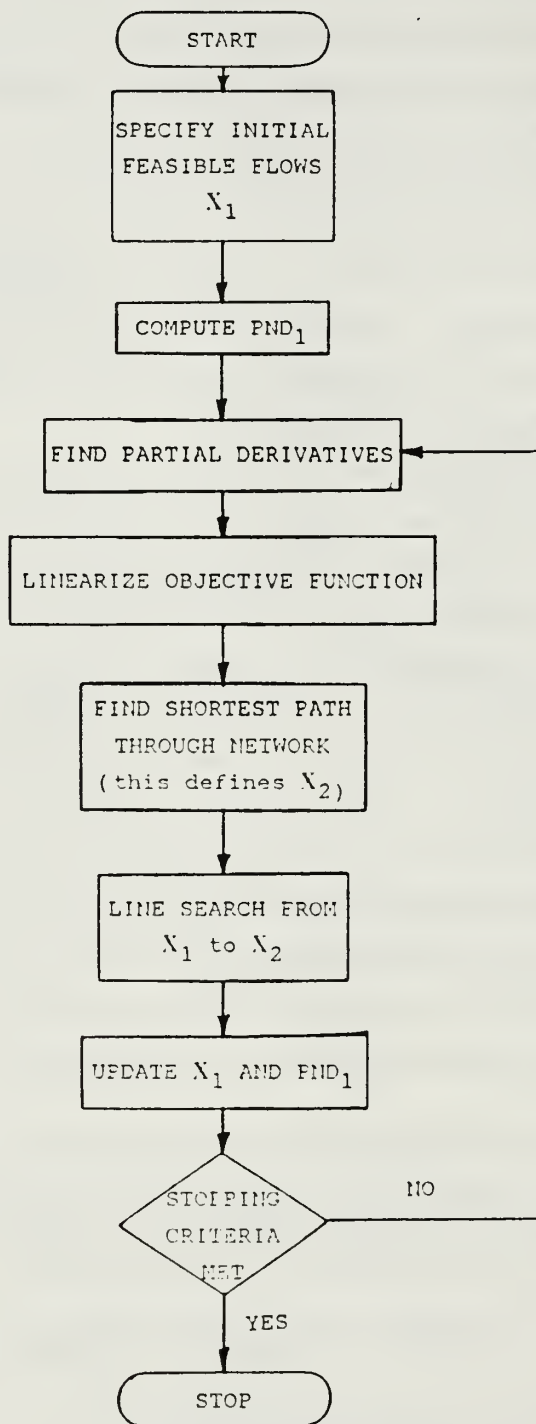 START
SPECIFY INITIAL
FEASIBLE FLOWS
X₁
COMPUTE PND₁
FIND PARTIAL DERIVATIVES
LINEARIZE OBJECTIVE FUNCTION
FIND SHORTEST PATH
THROUGH NETWORK
(this defines X₂)
LINE SEARCH FROM
X₁ to X₂
UPDATE X₁ AND PND₁
STOPPING
CRITERIA
MET
NO
YES
STOP